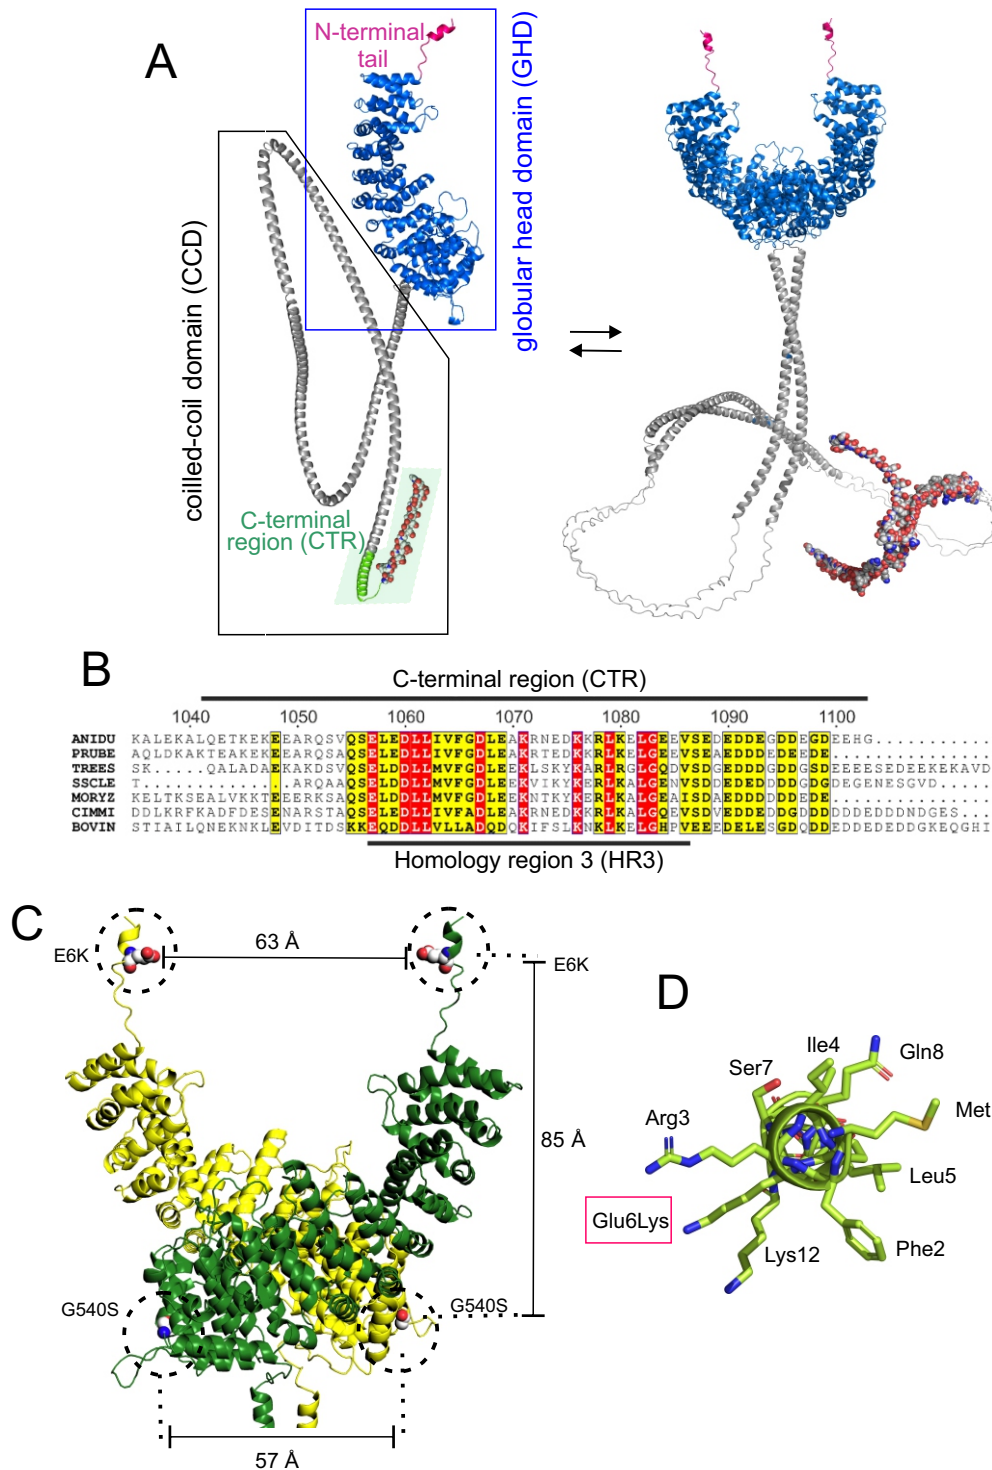 A
N-terminal
tail
globular head domain (GHD)
coilled-coil domain (CCD)
C-terminal
region (CTR)
B
C-terminal region (CTR)
1040 1050 1060 1070 1080 1090 1100
ANIDU KALEKALQETKEKEEARQSVQSELEDLLIVFGDLEAKRNEDKKRLKELGEEVSEDEDDEGDDEGDEEHG...........
PRUBE
TREES
SSCLE
MORYZ
CIMMI
BOVIN
Homology region 3 (HR3)
C
E6K
63 Å
E6K
85 Å
G540S
G540S
57 Å
D
Ile4
Gln8
Ser7
Met
Arg3
Leu5
Glu6Lys
Lys12
Phe2